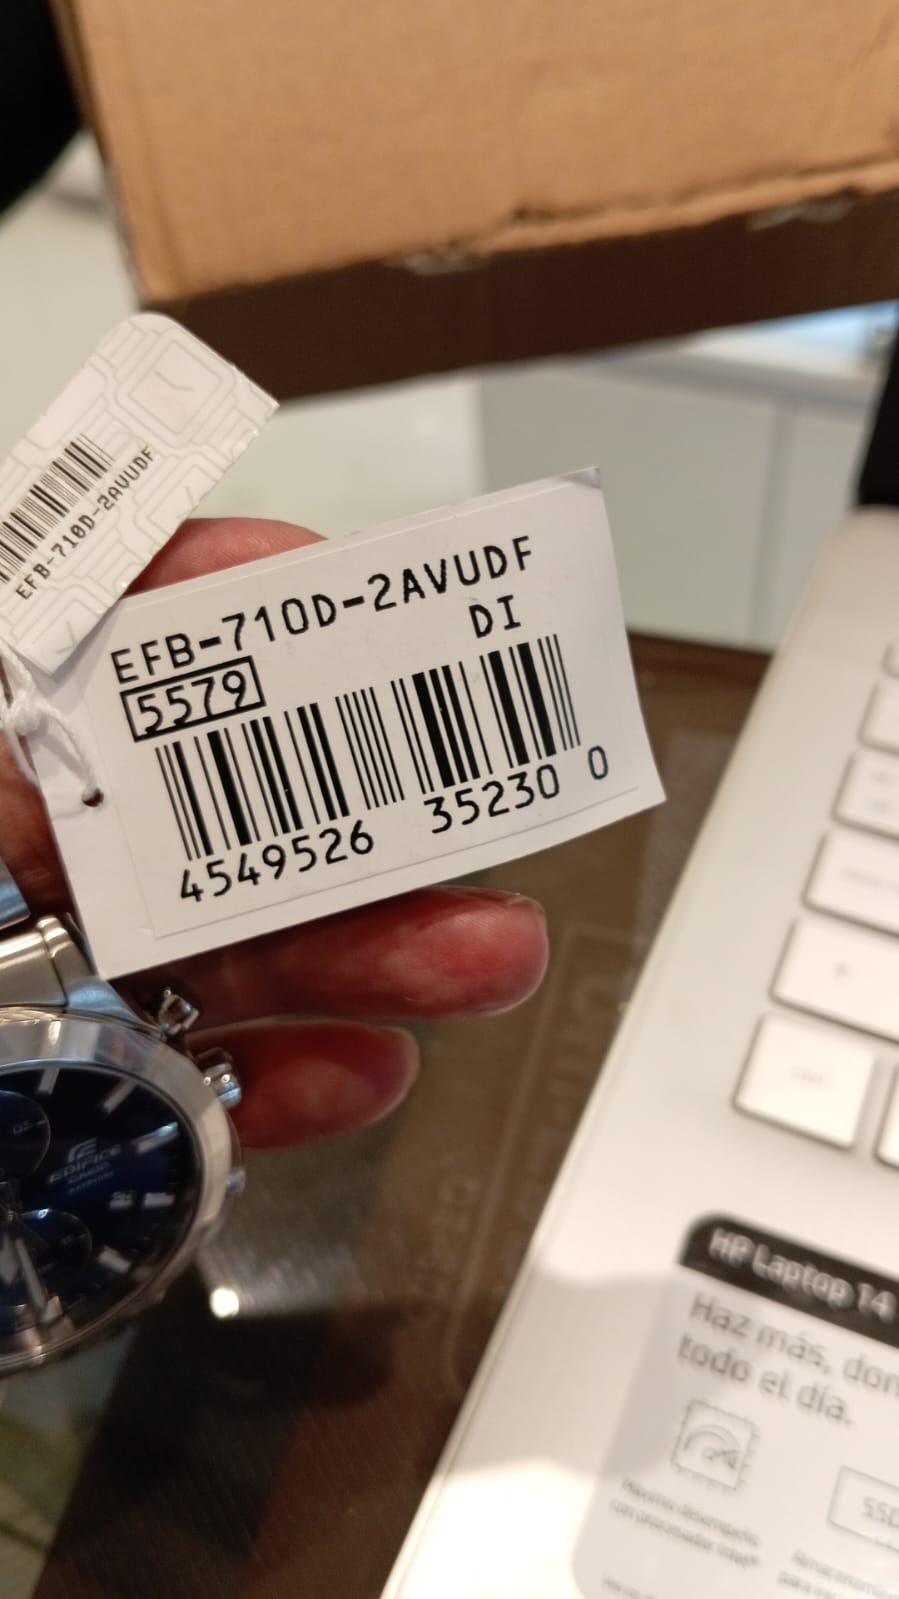 EFB-710D-2AVUDF
EFB-710D-2AVUDF
DI
5579
4549526 35230 0
EDIFICE
CASIO
HP Laptop 14
Haz más, 
todo el día.
SSD